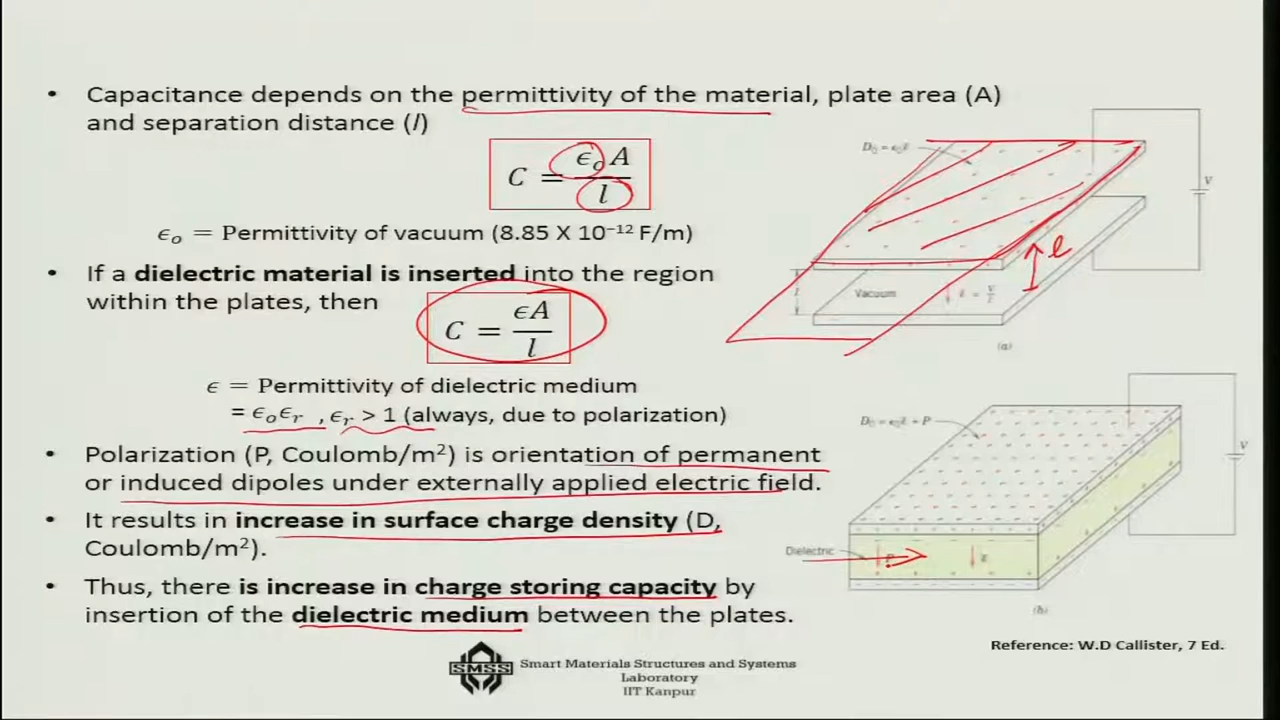 • Capacitance depends on the permittivity of the material, plate area (A)
and separation distance (l)
C = ϵₒA / l
ϵₒ = Permittivity of vacuum (8.85 X 10⁻¹² F/m)
• If a dielectric material is inserted into the region
within the plates, then
C = ϵA / l
ϵ = Permittivity of dielectric medium
= ϵₒϵᵣ , ϵᵣ > 1 (always, due to polarization)
• Polarization (P, Coulomb/m²) is orientation of permanent
or induced dipoles under externally applied electric field.
• It results in increase in surface charge density (D,
Coulomb/m²).
• Thus, there is increase in charge storing capacity by
insertion of the dielectric medium between the plates.
V
l
l
Vacuum
(a)
V
Dielectric
P
(b)
Reference: W.D Callister, 7 Ed.
SMSS
Smart Materials Structures and Systems
Laboratory
IIT Kanpur